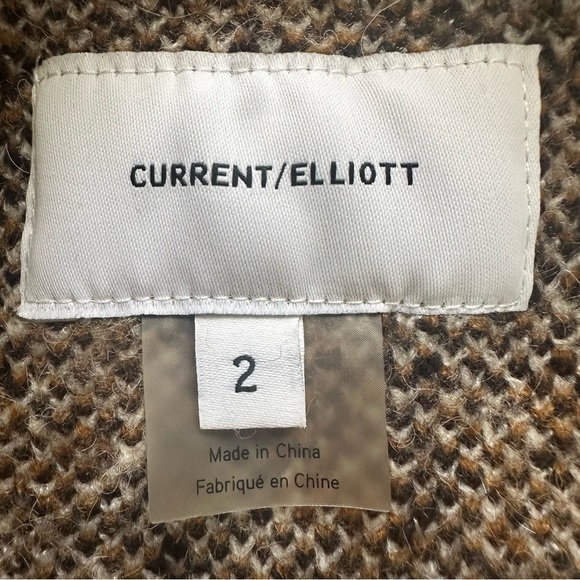 CURRENT/ELLIOTT
2
Made in China
Fabriqué en Chine